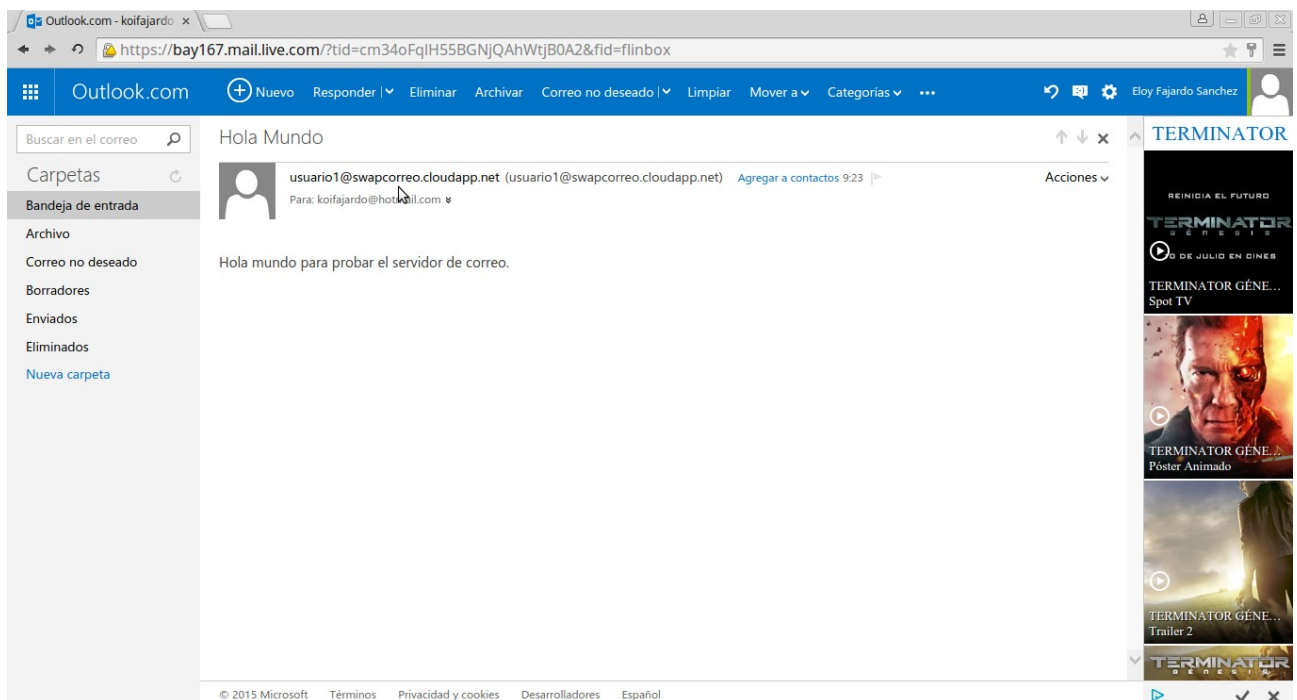 Outlook.com - koifajardo
https://bay167.mail.live.com/?tid=cm34oFqIH55BGNjQAhWtjB0A2&fid=flinbox
Outlook.com Nuevo Responder | Eliminar Archivar Correo no deseado | Limpiar Mover a Categorías ••• Eloy Fajardo Sanchez
Buscar en el correo
Carpetas
Bandeja de entrada
Archivo
Correo no deseado
Borradores
Enviados
Eliminados
Nueva carpeta
Hola Mundo
usuario1@swapcorreo.cloudapp.net (usuario1@swapcorreo.cloudapp.net) Agregar a contactos 9:23 Acciones
Para: koifajardo@hotmail.com
Hola mundo para probar el servidor de correo.
TERMINATOR
REINICIA EL FUTURO
TERMINATOR
GÉNESIS
DE JULIO EN CINES
TERMINATOR GÉNE...
Spot TV
TERMINATOR GÉNE...
Póster Animado
TERMINATOR GÉNE...
Trailer 2
TERMINATOR
GÉNESIS
© 2015 Microsoft Términos Privacidad y cookies Desarrolladores Español